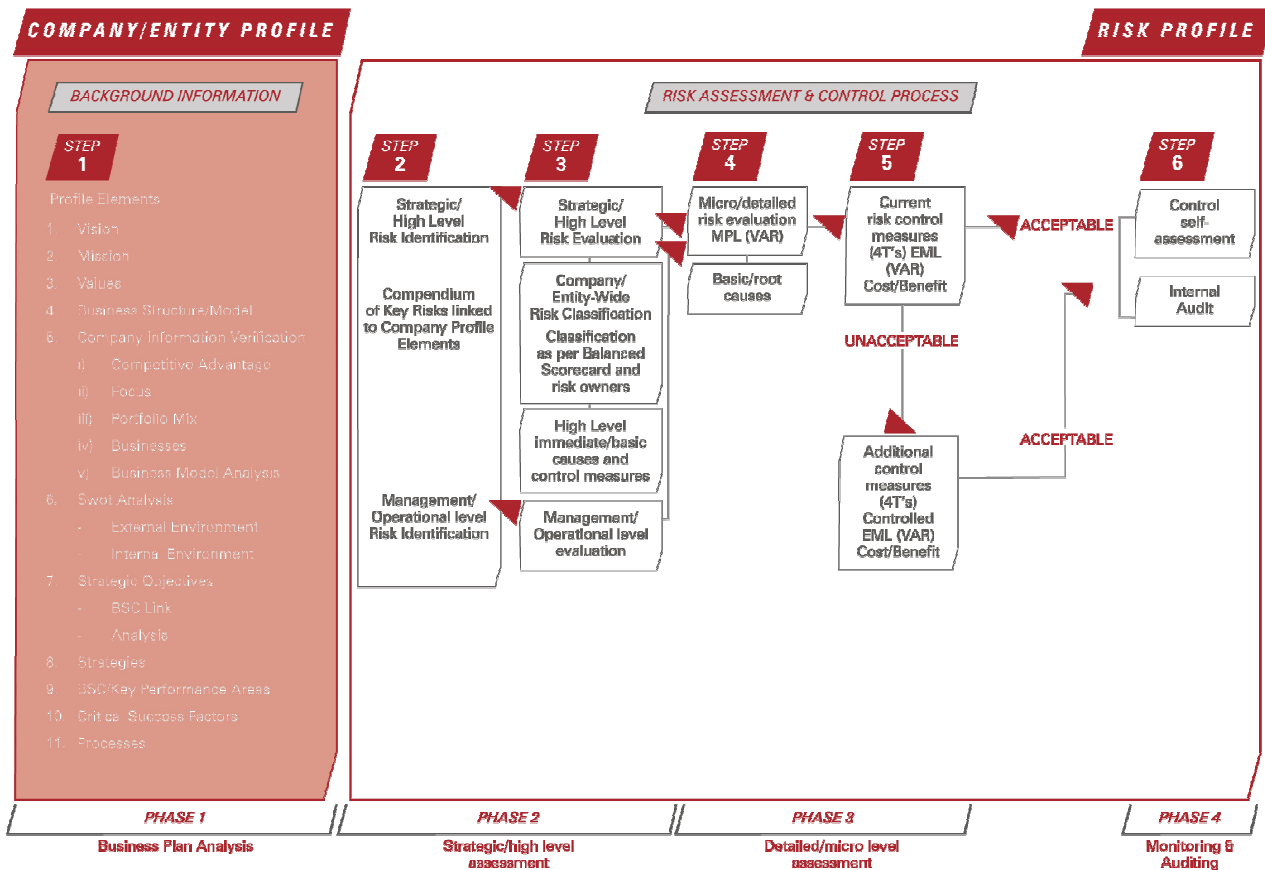 COMPANY/ENTITY PROFILE
RISK PROFILE
BACKGROUND INFORMATION
RISK ASSESSMENT & CONTROL PROCESS
STEP
1
Profile Elements
1. Vision
2. Mission
3. Values
4. Business Structure/Model
5. Company Information Verification
i) Competitive Advantage
ii) Focus
iii) Portfolio Mix
iv) Businesses
v) Business Model Analysis
6. Swot Analysis
- External Environment
- Internal Environment
7. Strategic Objectives
- BSC Link
- Analysis
8. Strategies
9. BSC/Key Performance Areas
10. Critical Success Factors
11. Processes
STEP
2
Strategic/
High Level
Risk Identification
Compendium
of Key Risks linked
to Company Profile
Elements
Management/
Operational level
Risk Identification
STEP
3
Strategic/
High Level
Risk Evaluation
Company/
Entity-Wide
Risk Classification
Classification
as per Balanced
Scorecard and
risk owners
High Level
immediate/basic
causes and
control measures
Management/
Operational level
evaluation
STEP
4
Micro/detailed
risk evaluation
MPL (VAR)
Basic/root
causes
STEP
5
Current
risk control
measures
(4T's) EML
(VAR)
Cost/Benefit
UNACCEPTABLE
Additional
control
measures
(4T's)
Controlled
EML (VAR)
Cost/Benefit
ACCEPTABLE
ACCEPTABLE
STEP
6
Control
self-
assessment
Internal
Audit
PHASE 1
Business Plan Analysis
PHASE 2
Strategic/high level
assessment
PHASE 3
Detailed/micro level
assessment
PHASE 4
Monitoring &
Auditing